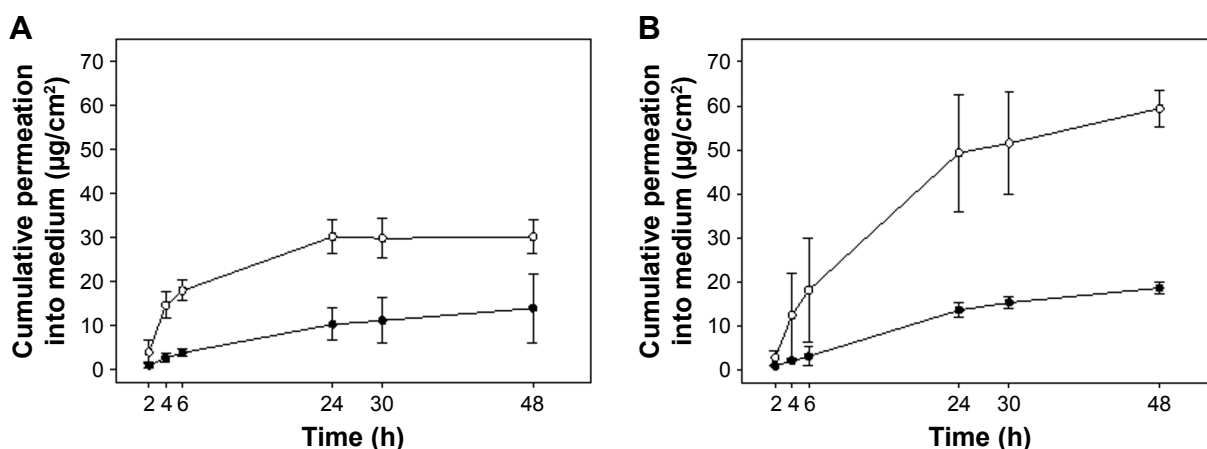 A
Cumulative permeation
into medium (µg/cm²)
70
60
50
40
30
20
10
0
2 4 6 24 30 48
Time (h)
B
Cumulative permeation
into medium (µg/cm²)
70
60
50
40
30
20
10
0
2 4 6 24 30 48
Time (h)